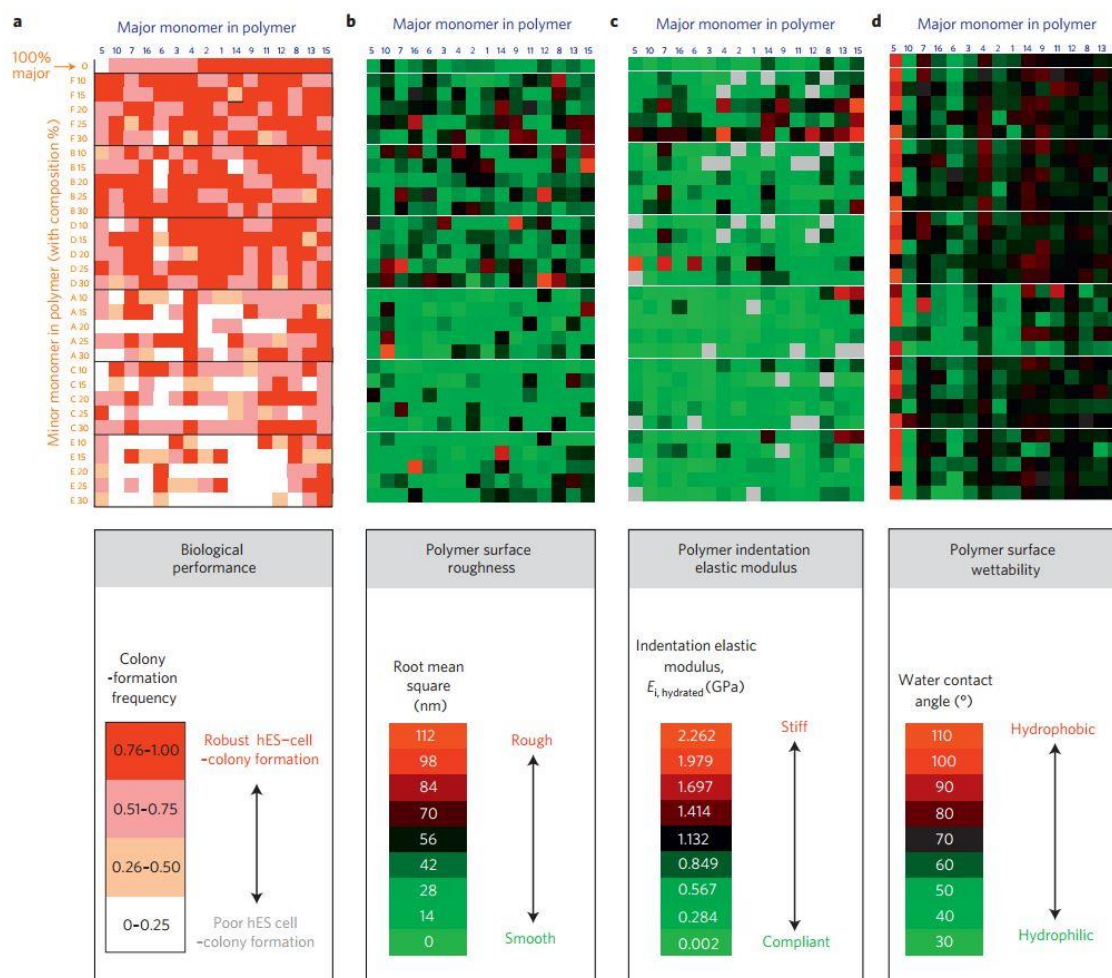 a
Major monomer in polymer
5 10 7 16 6 3 4 2 1 14 9 11 12 8 13 15
100% major
0
Minor monomer in polymer (with composition %)
F 10
F 15
F 20
F 25
F 30
B 10
B 15
B 20
B 25
B 30
D 10
D 15
D 20
D 25
D 30
A 10
A 15
A 20
A 25
A 30
C 10
C 15
C 20
C 25
C 30
E 10
E 15
E 20
E 25
E 30
b
Major monomer in polymer
5 10 7 16 6 3 4 2 1 14 9 11 12 8 13 15
c
Major monomer in polymer
5 10 7 16 6 3 4 2 1 14 9 11 12 8 13 15
d
Major monomer in polymer
5 10 7 16 6 3 4 2 1 14 9 11 12 8 13
Biological
performance
Colony
-formation
frequency
0.76–1.00
0.51–0.75
0.26–0.50
0–0.25
Robust hES–cell
-colony formation
Poor hES cell
-colony formation
Polymer surface
roughness
Root mean
square
(nm)
112
98
84
70
56
42
28
14
0
Rough
Smooth
Polymer indentation
elastic modulus
Indentation elastic
modulus,
Ei, hydrated (GPa)
2.262
1.979
1.697
1.414
1.132
0.849
0.567
0.284
0.002
Stiff
Compliant
Polymer surface
wettability
Water contact
angle (°)
110
100
90
80
70
60
50
40
30
Hydrophobic
Hydrophilic